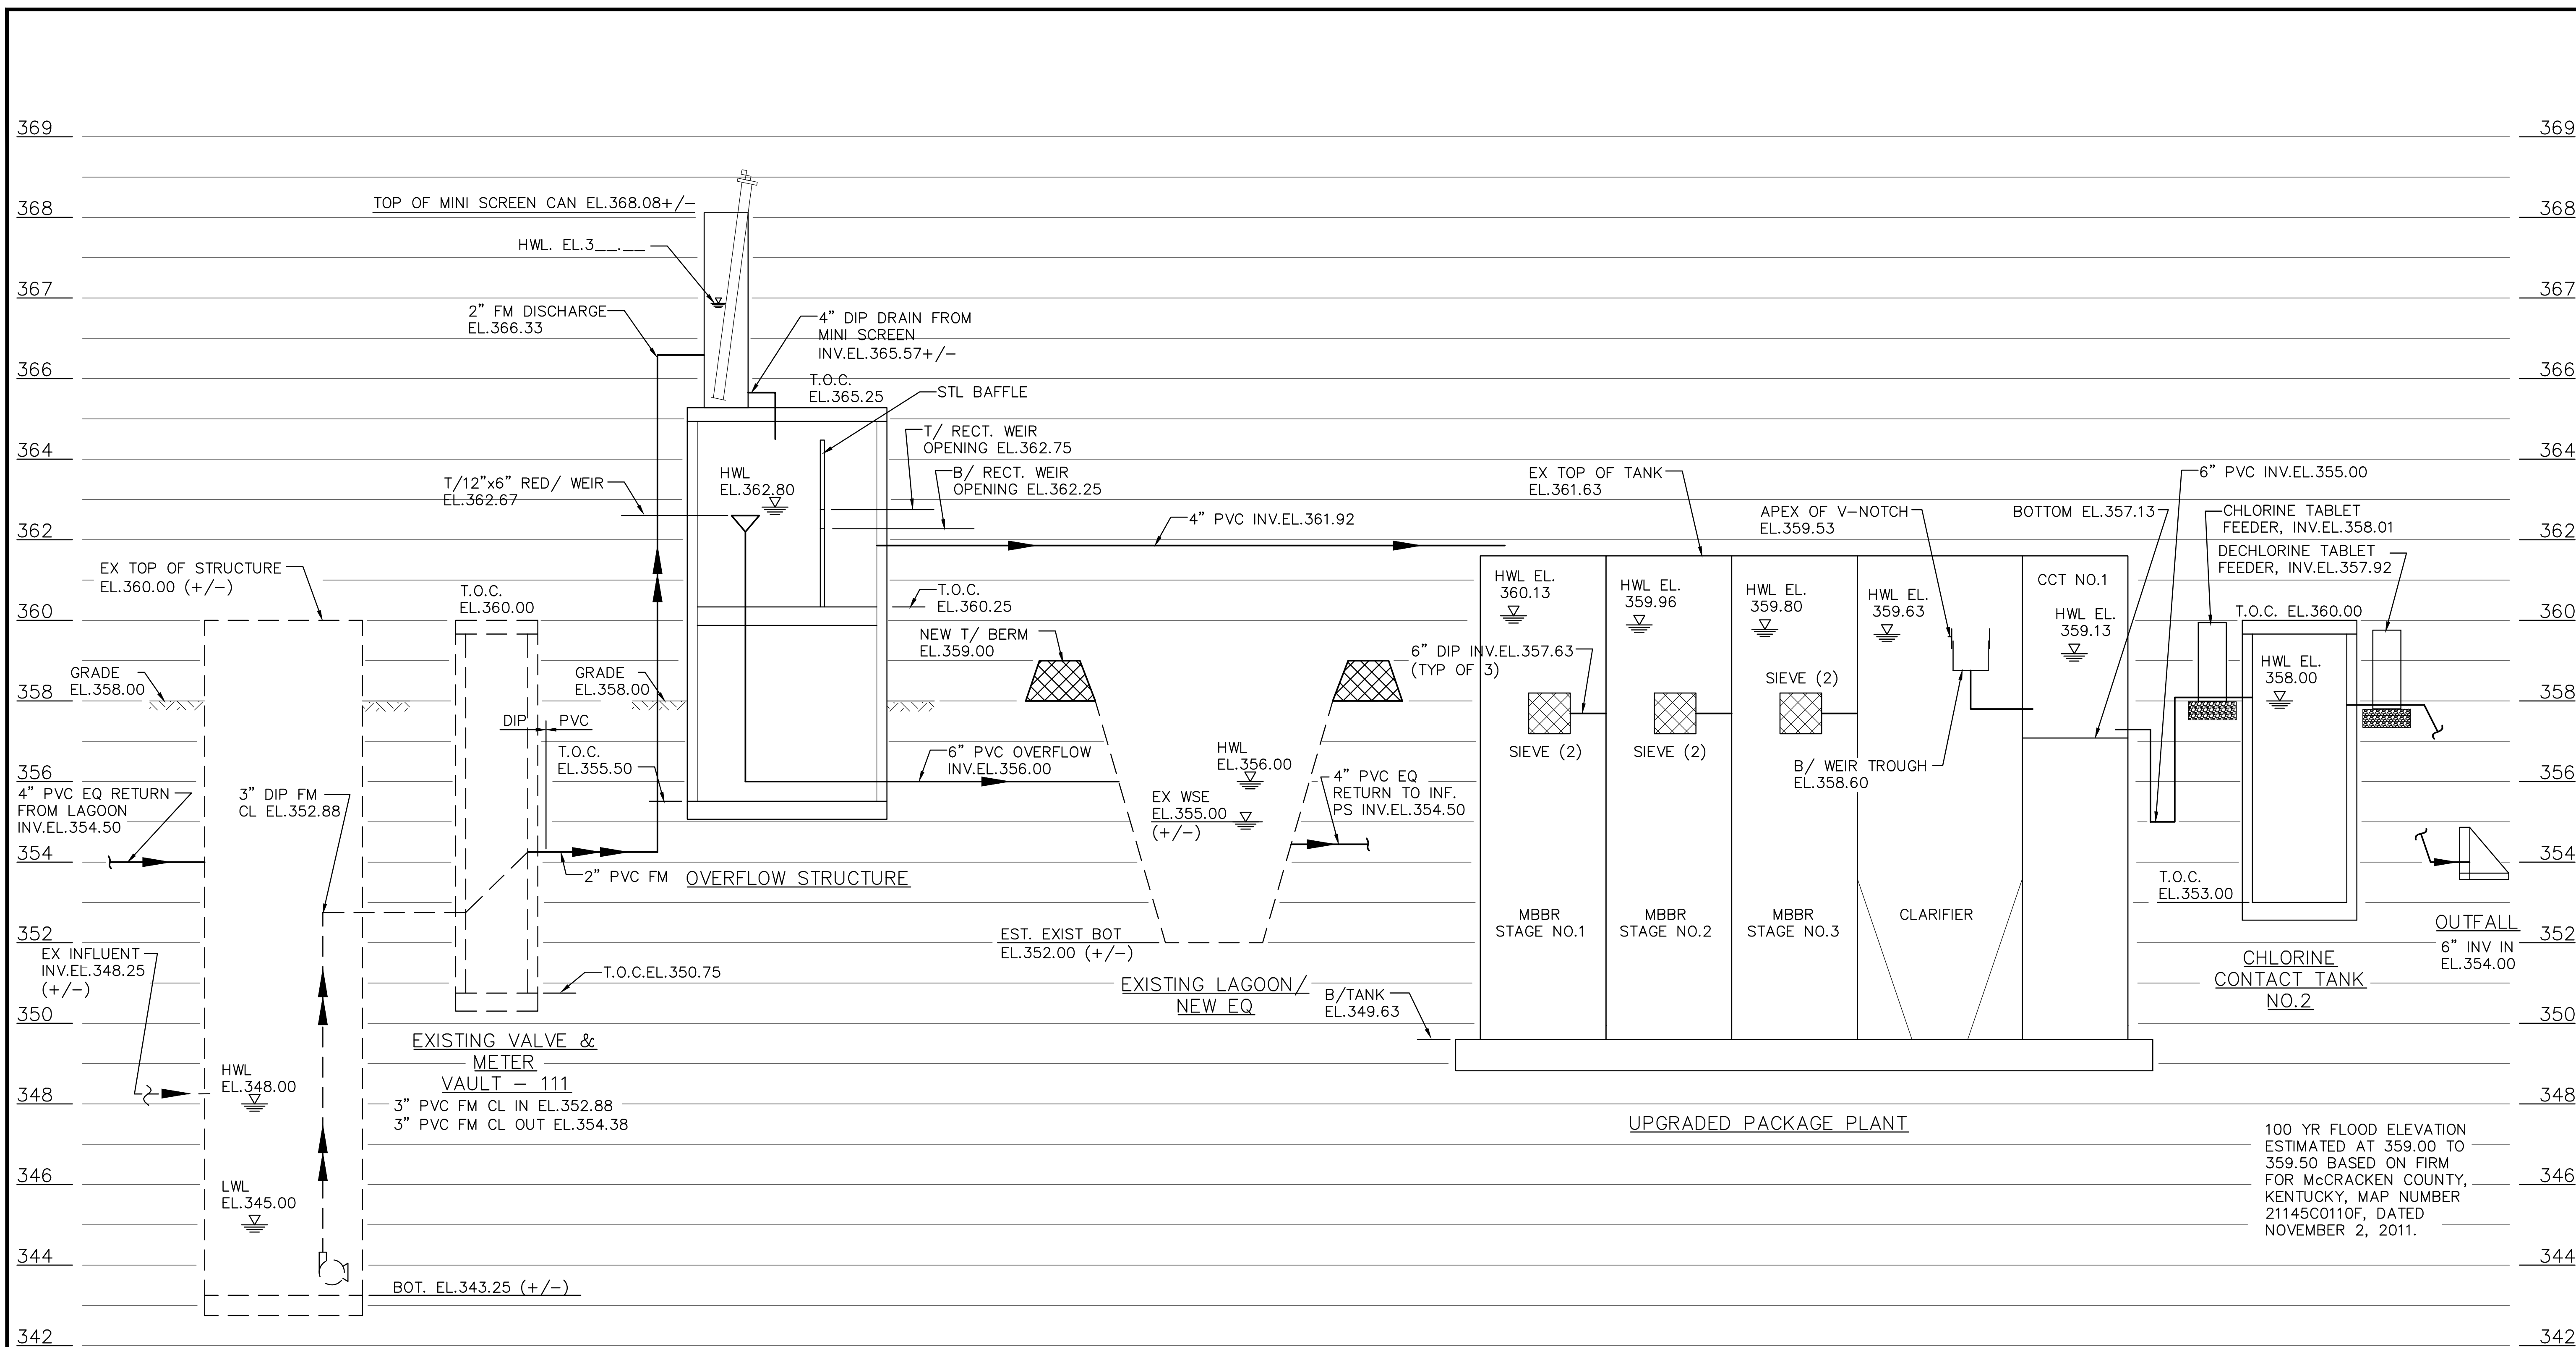 369
369
368
368
367
367
366
366
364
364
362
362
360
360
358
358
356
356
354
354
352
352
350
350
348
348
346
346
344
344
342
342
TOP OF MINI SCREEN CAN EL.368.08+/-
HWL. EL.3__.__
2" FM DISCHARGE
EL.366.33
4" DIP DRAIN FROM
MINI SCREEN
INV.EL.365.57+/-
T.O.C.
EL.365.25
STL BAFFLE
T/ RECT. WEIR
OPENING EL.362.75
B/ RECT. WEIR
OPENING EL.362.25
HWL
EL.362.80
T/12"x6" RED/ WEIR
EL.362.67
4" PVC INV.EL.361.92
EX TOP OF STRUCTURE
EL.360.00 (+/-)
T.O.C.
EL.360.00
T.O.C.
EL.360.25
GRADE
EL.358.00
GRADE
EL.358.00
DIP
PVC
T.O.C.
EL.355.50
4" PVC EQ RETURN
FROM LAGOON
INV.EL.354.50
3" DIP FM
CL EL.352.88
2" PVC FM
OVERFLOW STRUCTURE
EX INFLUENT
INV.EL.348.25
(+/-)
T.O.C.EL.350.75
HWL
EL.348.00
LWL
EL.345.00
BOT. EL.343.25 (+/-)
EXISTING VALVE &
METER
VAULT - 111
3" PVC FM CL IN EL.352.88
3" PVC FM CL OUT EL.354.38
NEW T/ BERM
EL.359.00
6" PVC OVERFLOW
INV.EL.356.00
HWL
EL.356.00
EX WSE
EL.355.00
(+/-)
4" PVC EQ
RETURN TO INF.
PS INV.EL.354.50
EST. EXIST BOT
EL.352.00 (+/-)
EXISTING LAGOON/
NEW EQ
B/TANK
EL.349.63
EX TOP OF TANK
EL.361.63
HWL EL.
360.13
HWL EL.
359.96
HWL EL.
359.80
HWL EL.
359.63
APEX OF V-NOTCH
EL.359.53
BOTTOM EL.357.13
CCT NO.1
HWL EL.
359.13
6" DIP INV.EL.357.63
(TYP OF 3)
SIEVE (2)
SIEVE (2)
SIEVE (2)
B/ WEIR TROUGH
EL.358.60
MBBR
STAGE NO.1
MBBR
STAGE NO.2
MBBR
STAGE NO.3
CLARIFIER
UPGRADED PACKAGE PLANT
6" PVC INV.EL.355.00
CHLORINE TABLET
FEEDER, INV.EL.358.01
DECHLORINE TABLET
FEEDER, INV.EL.357.92
T.O.C. EL.360.00
HWL EL.
358.00
T.O.C.
EL.353.00
CHLORINE
CONTACT TANK
NO.2
OUTFALL
6" INV IN
EL.354.00
100 YR FLOOD ELEVATION
ESTIMATED AT 359.00 TO
359.50 BASED ON FIRM
FOR McCRACKEN COUNTY,
KENTUCKY, MAP NUMBER
21145C0110F, DATED
NOVEMBER 2, 2011.